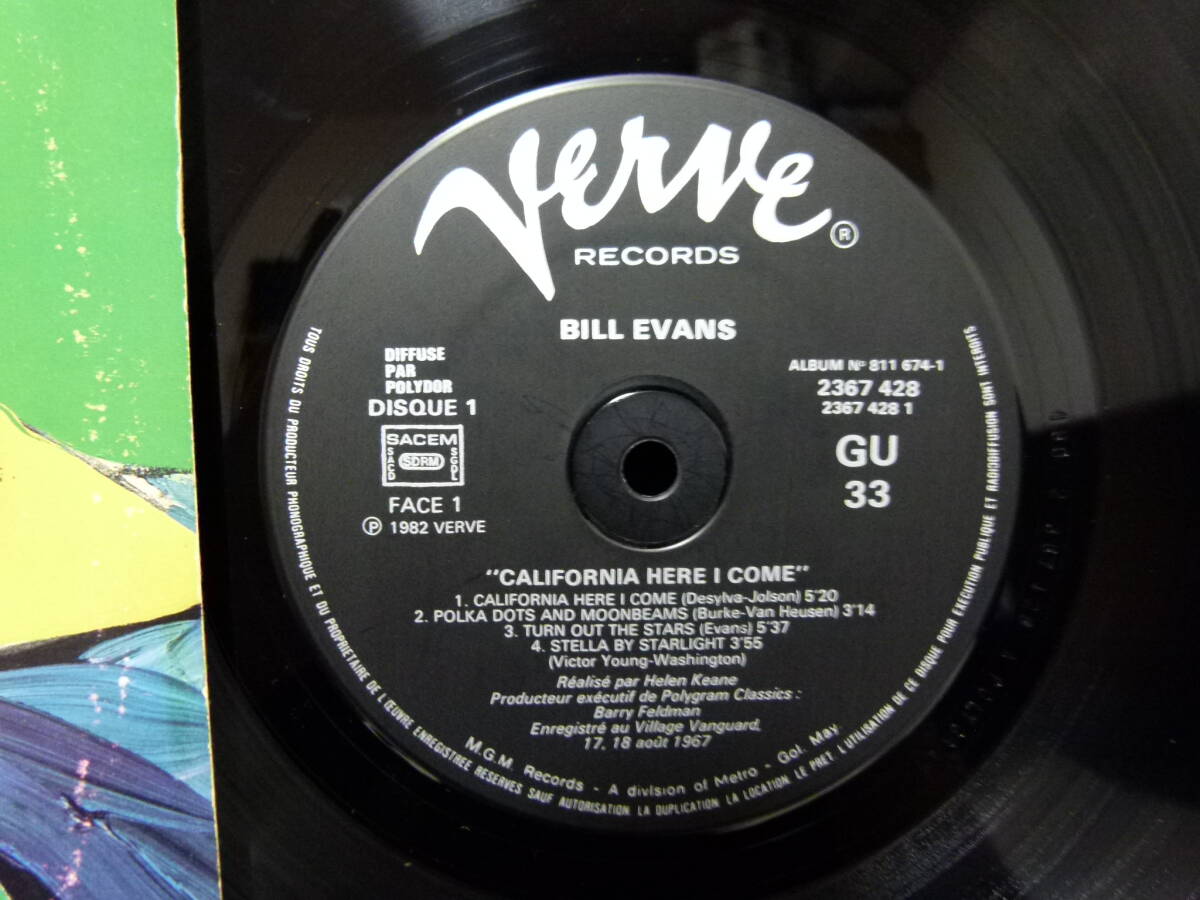 Verve
®
RECORDS
BILL EVANS
DIFFUSE
PAR
POLYDOR
DISQUE 1
SACEM
SACD
SDRM
SGDL
FACE 1
Ⓟ 1982 VERVE
ALBUM Nº 811 674-1
2367 428
2367 428 1
GU
33
"CALIFORNIA HERE I COME"
1. CALIFORNIA HERE I COME (Desylva-Jolson) 5'20
2. POLKA DOTS AND MOONBEAMS (Burke-Van Heusen) 3'14
3. TURN OUT THE STARS (Evans) 5'37
4. STELLA BY STARLIGHT 3'55
(Victor Young-Washington)
Réalisé par Helen Keane
Producteur exécutif de Polygram Classics :
Barry Feldman
Enregistré au Village Vanguard,
17. 18 août 1967
M.G.M. Records - A division of Metro - Gol. May.
TOUS DROITS DU PRODUCTEUR PHONOGRAPHIQUE ET DU PROPRIETAIRE DE L'ŒUVRE ENREGISTREE RESERVES SAUF AUTORISATION LA DUPLICATION LA LOCATION LE PRET L'UTILISATION DE CE DISQUE POUR EXECUTION PUBLIQUE ET RADIODIFFUSION SONT INTERDITS